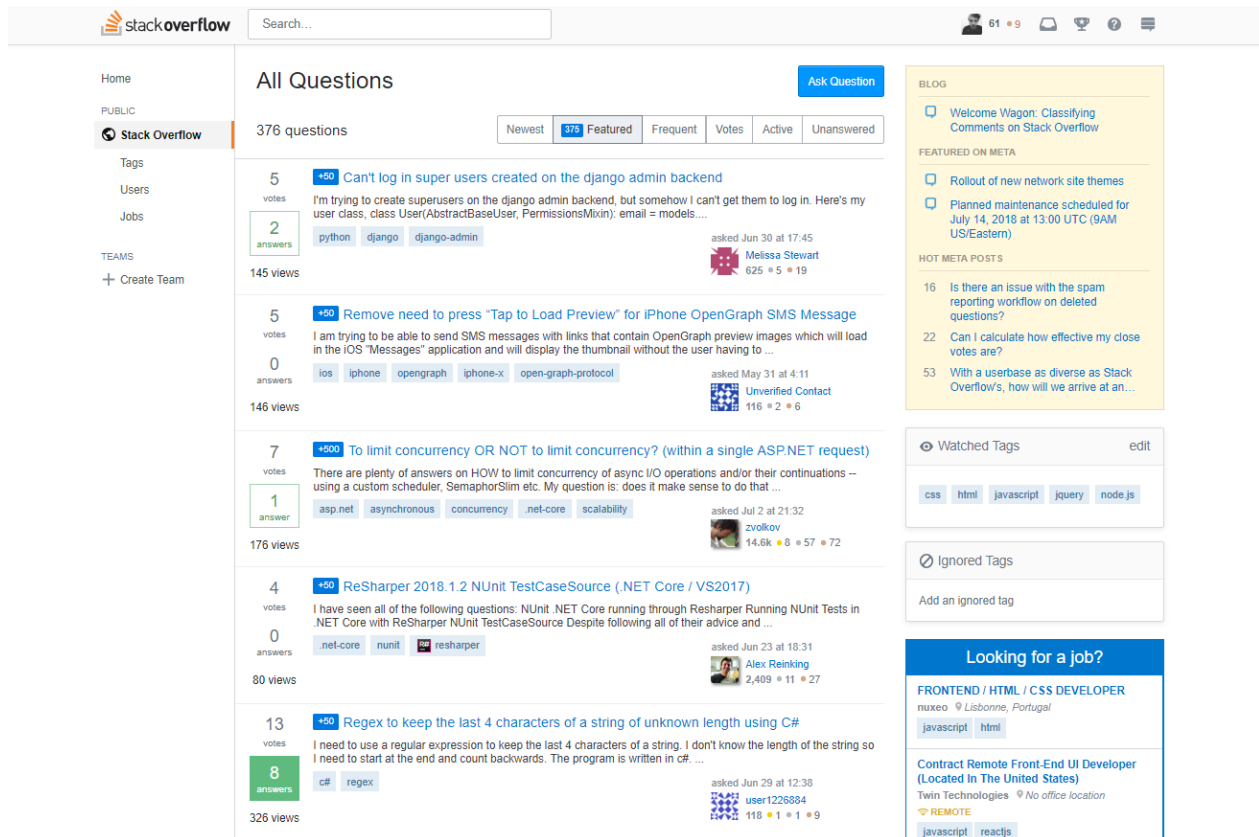 stackoverflow
Search...
61 9
Home
PUBLIC
Stack Overflow
Tags
Users
Jobs
TEAMS
Create Team
All Questions
Ask Question
376 questions
Newest 375 Featured Frequent Votes Active Unanswered
5
votes
2
answers
145 views
+50 Can't log in super users created on the django admin backend
I'm trying to create superusers on the django admin backend, but somehow I can't get them to log in. Here's my
user class, class User(AbstractBaseUser, PermissionsMixin): email = models....
python django django-admin
asked Jun 30 at 17:45
Melissa Stewart
625 5 19
5
votes
0
answers
146 views
+50 Remove need to press “Tap to Load Preview” for iPhone OpenGraph SMS Message
I am trying to be able to send SMS messages with links that contain OpenGraph preview images which will load
in the iOS "Messages" application and will display the thumbnail without the user having to ...
ios iphone opengraph iphone-x open-graph-protocol
asked May 31 at 4:11
Unverified Contact
116 2 6
7
votes
1
answer
176 views
+500 To limit concurrency OR NOT to limit concurrency? (within a single ASP.NET request)
There are plenty of answers on HOW to limit concurrency of async I/O operations and/or their continuations --
using a custom scheduler, SemaphorSlim etc. My question is: does it make sense to do that ...
asp.net asynchronous concurrency .net-core scalability
asked Jul 2 at 21:32
zvolkov
14.6k 8 57 72
4
votes
0
answers
80 views
+50 ReSharper 2018.1.2 NUnit TestCaseSource (.NET Core / VS2017)
I have seen all of the following questions: NUnit .NET Core running through Resharper Running NUnit Tests in
.NET Core with ReSharper NUnit TestCaseSource Despite following all of their advice and ...
.net-core nunit R# resharper
asked Jun 23 at 18:31
Alex Reinking
2,409 11 27
13
votes
8
answers
326 views
+50 Regex to keep the last 4 characters of a string of unknown length using C#
I need to use a regular expression to keep the last 4 characters of a string. I don't know the length of the string so
I need to start at the end and count backwards. The program is written in c#. ...
c# regex
asked Jun 29 at 12:38
user1226884
118 1 1 9
BLOG
Welcome Wagon: Classifying
Comments on Stack Overflow
FEATURED ON META
Rollout of new network site themes
Planned maintenance scheduled for
July 14, 2018 at 13:00 UTC (9AM
US/Eastern)
HOT META POSTS
16 Is there an issue with the spam
reporting workflow on deleted
questions?
22 Can I calculate how effective my close
votes are?
53 With a userbase as diverse as Stack
Overflow's, how will we arrive at an…
Watched Tags edit
css html javascript jquery node.js
Ignored Tags
Add an ignored tag
Looking for a job?
FRONTEND / HTML / CSS DEVELOPER
nuxeo Lisbonne, Portugal
javascript html
Contract Remote Front-End UI Developer
(Located In The United States)
Twin Technologies No office location
REMOTE
javascript reactjs